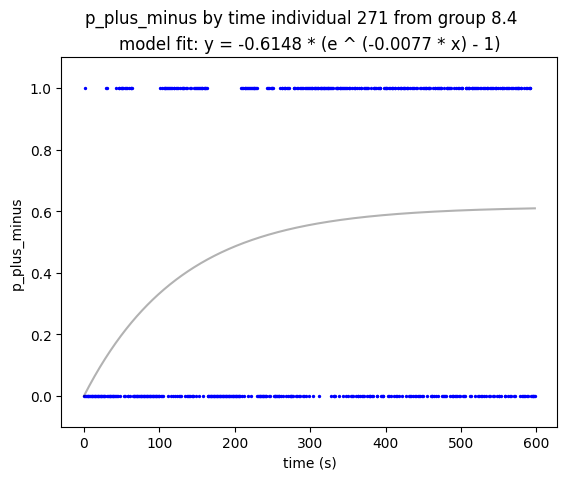 p_plus_minus by time individual 271 from group 8.4
model fit: y = -0.6148 * (e ^ (-0.0077 * x) - 1)
1.0
0.8
0.6
0.4
0.2
0.0
p_plus_minus
0 100 200 300 400 500 600
time (s)